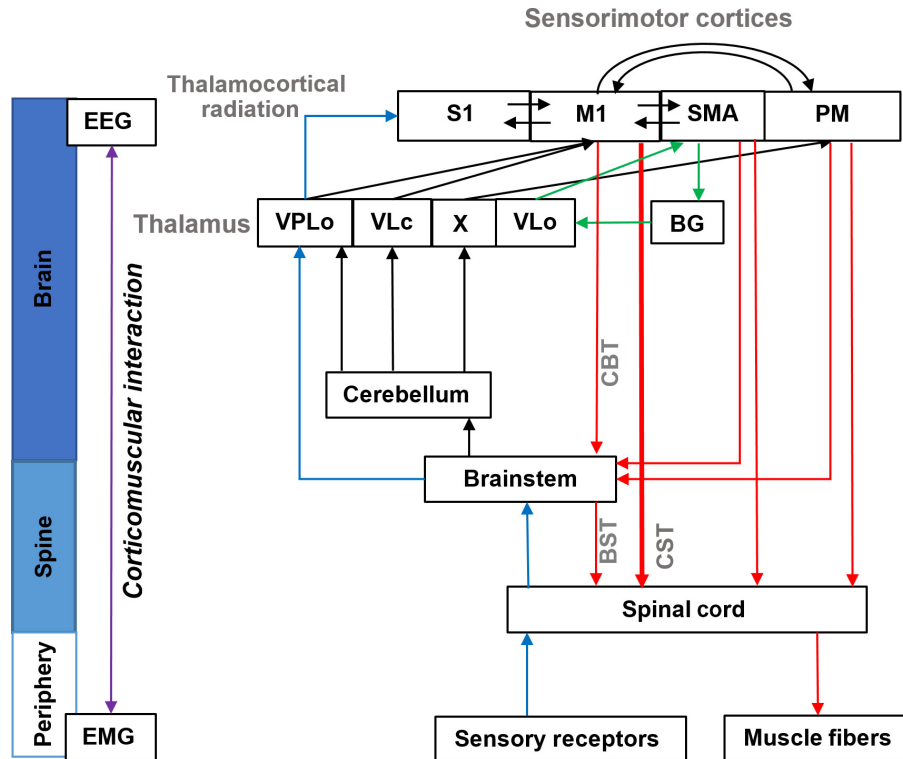 Sensorimotor cortices
Thalamocortical
radiation
EEG
S1
M1
SMA
PM
Thalamus
VPLo
VLc
X
VLo
BG
Brain
Corticomuscular interaction
CBT
Cerebellum
Brainstem
Spine
BST
CST
Spinal cord
Periphery
EMG
Sensory receptors
Muscle fibers